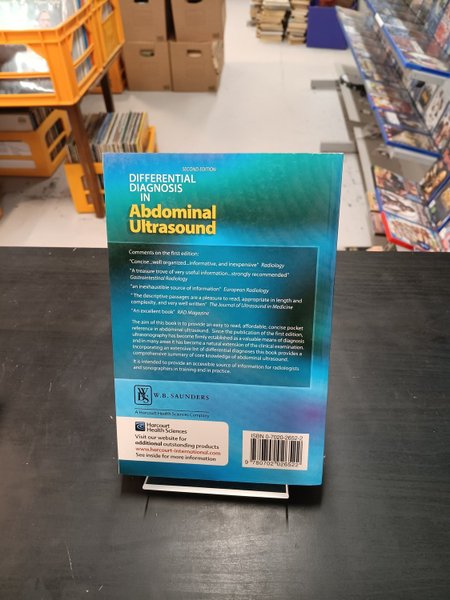 SECOND EDITION
DIFFERENTIAL
DIAGNOSIS
IN
Abdominal
Ultrasound
Comments on the first edition:
"Concise...well organized...informative, and inexpensive" Radiology
"A treasure trove of very useful information...strongly recommended"
Gastrointestinal Radiology
"an inexhaustible source of information" European Radiology
"The descriptive passages are a pleasure to read, appropriate in length and
complexity, and very well written" The Journal of Ultrasound in Medicine
"An excellent book" RAD Magazine
The aim of this book is to provide an easy to read, affordable, concise pocket
reference in abdominal ultrasound. Since the publication of the first edition,
ultrasonography has become firmly established as a valuable means of diagnosis
and in many areas it has become a natural extension of the clinical examination.
Incorporating an extensive list of differential diagnoses this book provides a
comprehensive summary of core knowledge of abdominal ultrasound.
It is intended to provide an accessible source of information for radiologists
and sonographers in training and in practice.
W.B. SAUNDERS
A Harcourt Health Sciences Company
Harcourt
Health Sciences
Visit our website for
additional outstanding products
www.harcourt-international.com
See inside for more information
ISBN 0-7020-2652-2
9 780702 026522